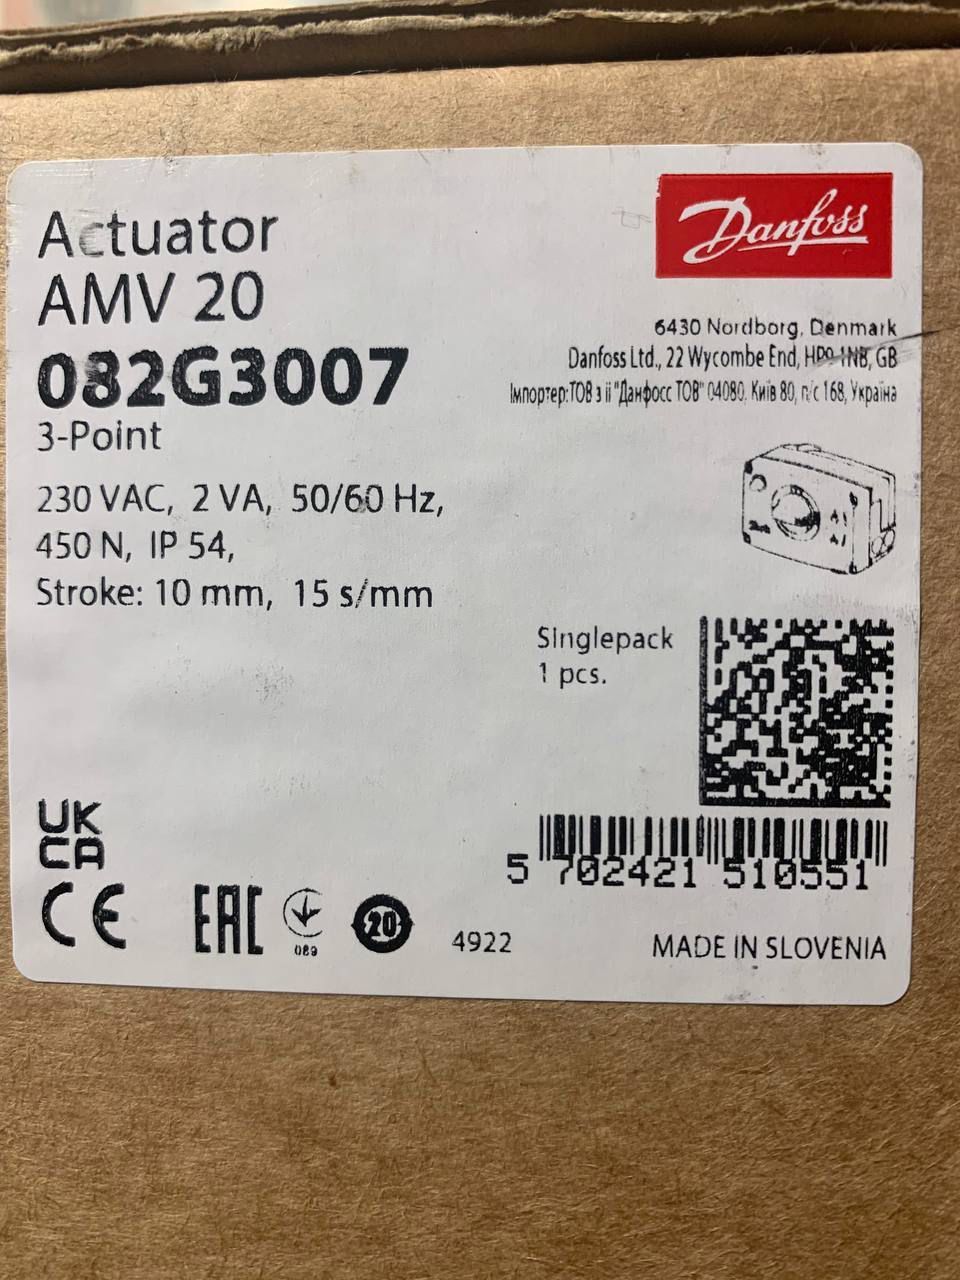 Actuator
AMV 20
082G3007
3-Point
230 VAC, 2 VA, 50/60 Hz,
450 N, IP 54,
Stroke: 10 mm, 15 s/mm
Danfoss
6430 Nordborg, Denmark
Danfoss Ltd., 22 Wycombe End, HP9 1NB, GB
Імпортер:ТОВ з іі "Данфосс ТОВ" 04080, Київ 80, п/с 168, Україна
Singlepack
1 pcs.
5 702421 510551
UK
CA
CE
EAC
089
20
4922
MADE IN SLOVENIA